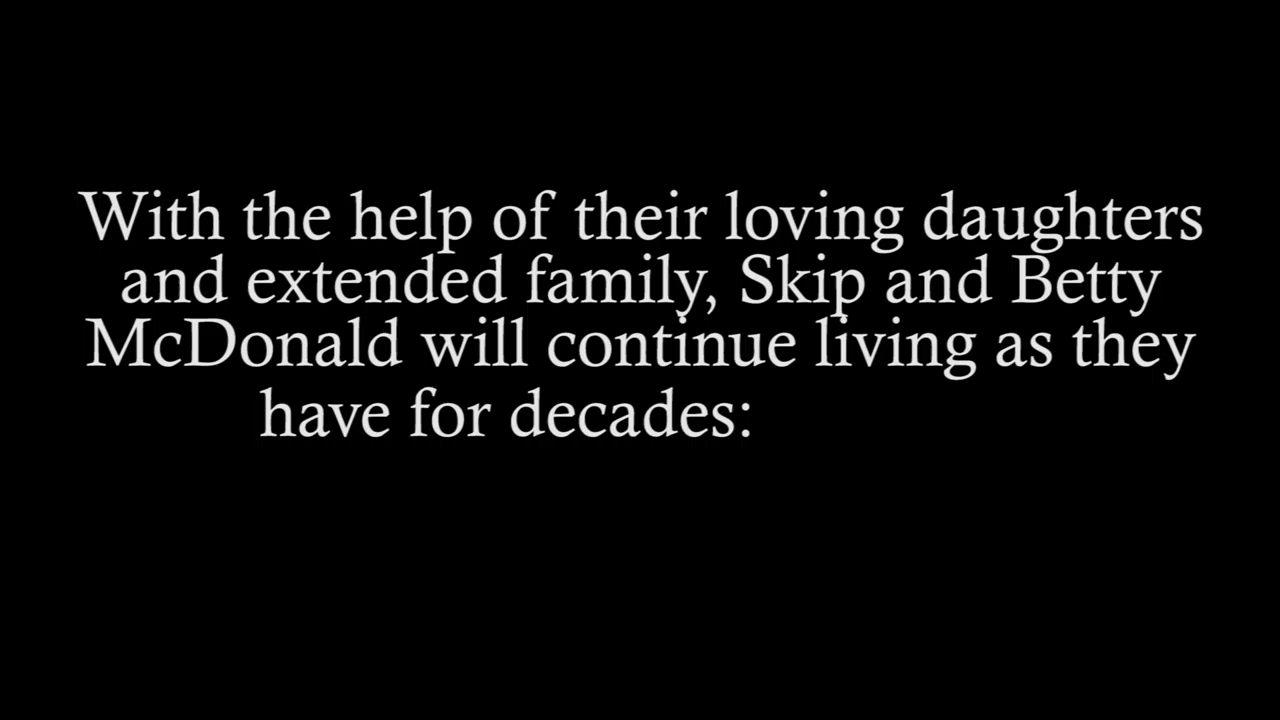 With the help of their loving daughters
and extended family, Skip and Betty
McDonald will continue living as they
have for decades: